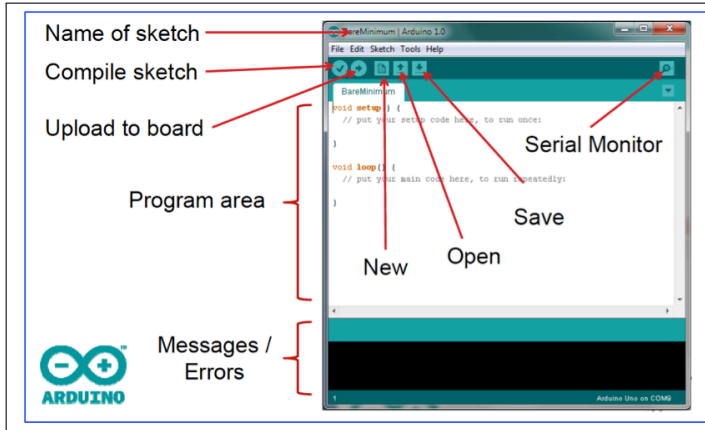 Name of sketch
Compile sketch
Upload to board
Program area
Messages /
Errors
ARDUINO
BareMinimum | Arduino 1.0
File Edit Sketch Tools Help
BareMinimum
void setup() {
// put your setup code here, to run once:
}
void loop() {
// put your main code here, to run repeatedly:
}
Serial Monitor
Save
Open
New
1
Arduino Uno on COM9